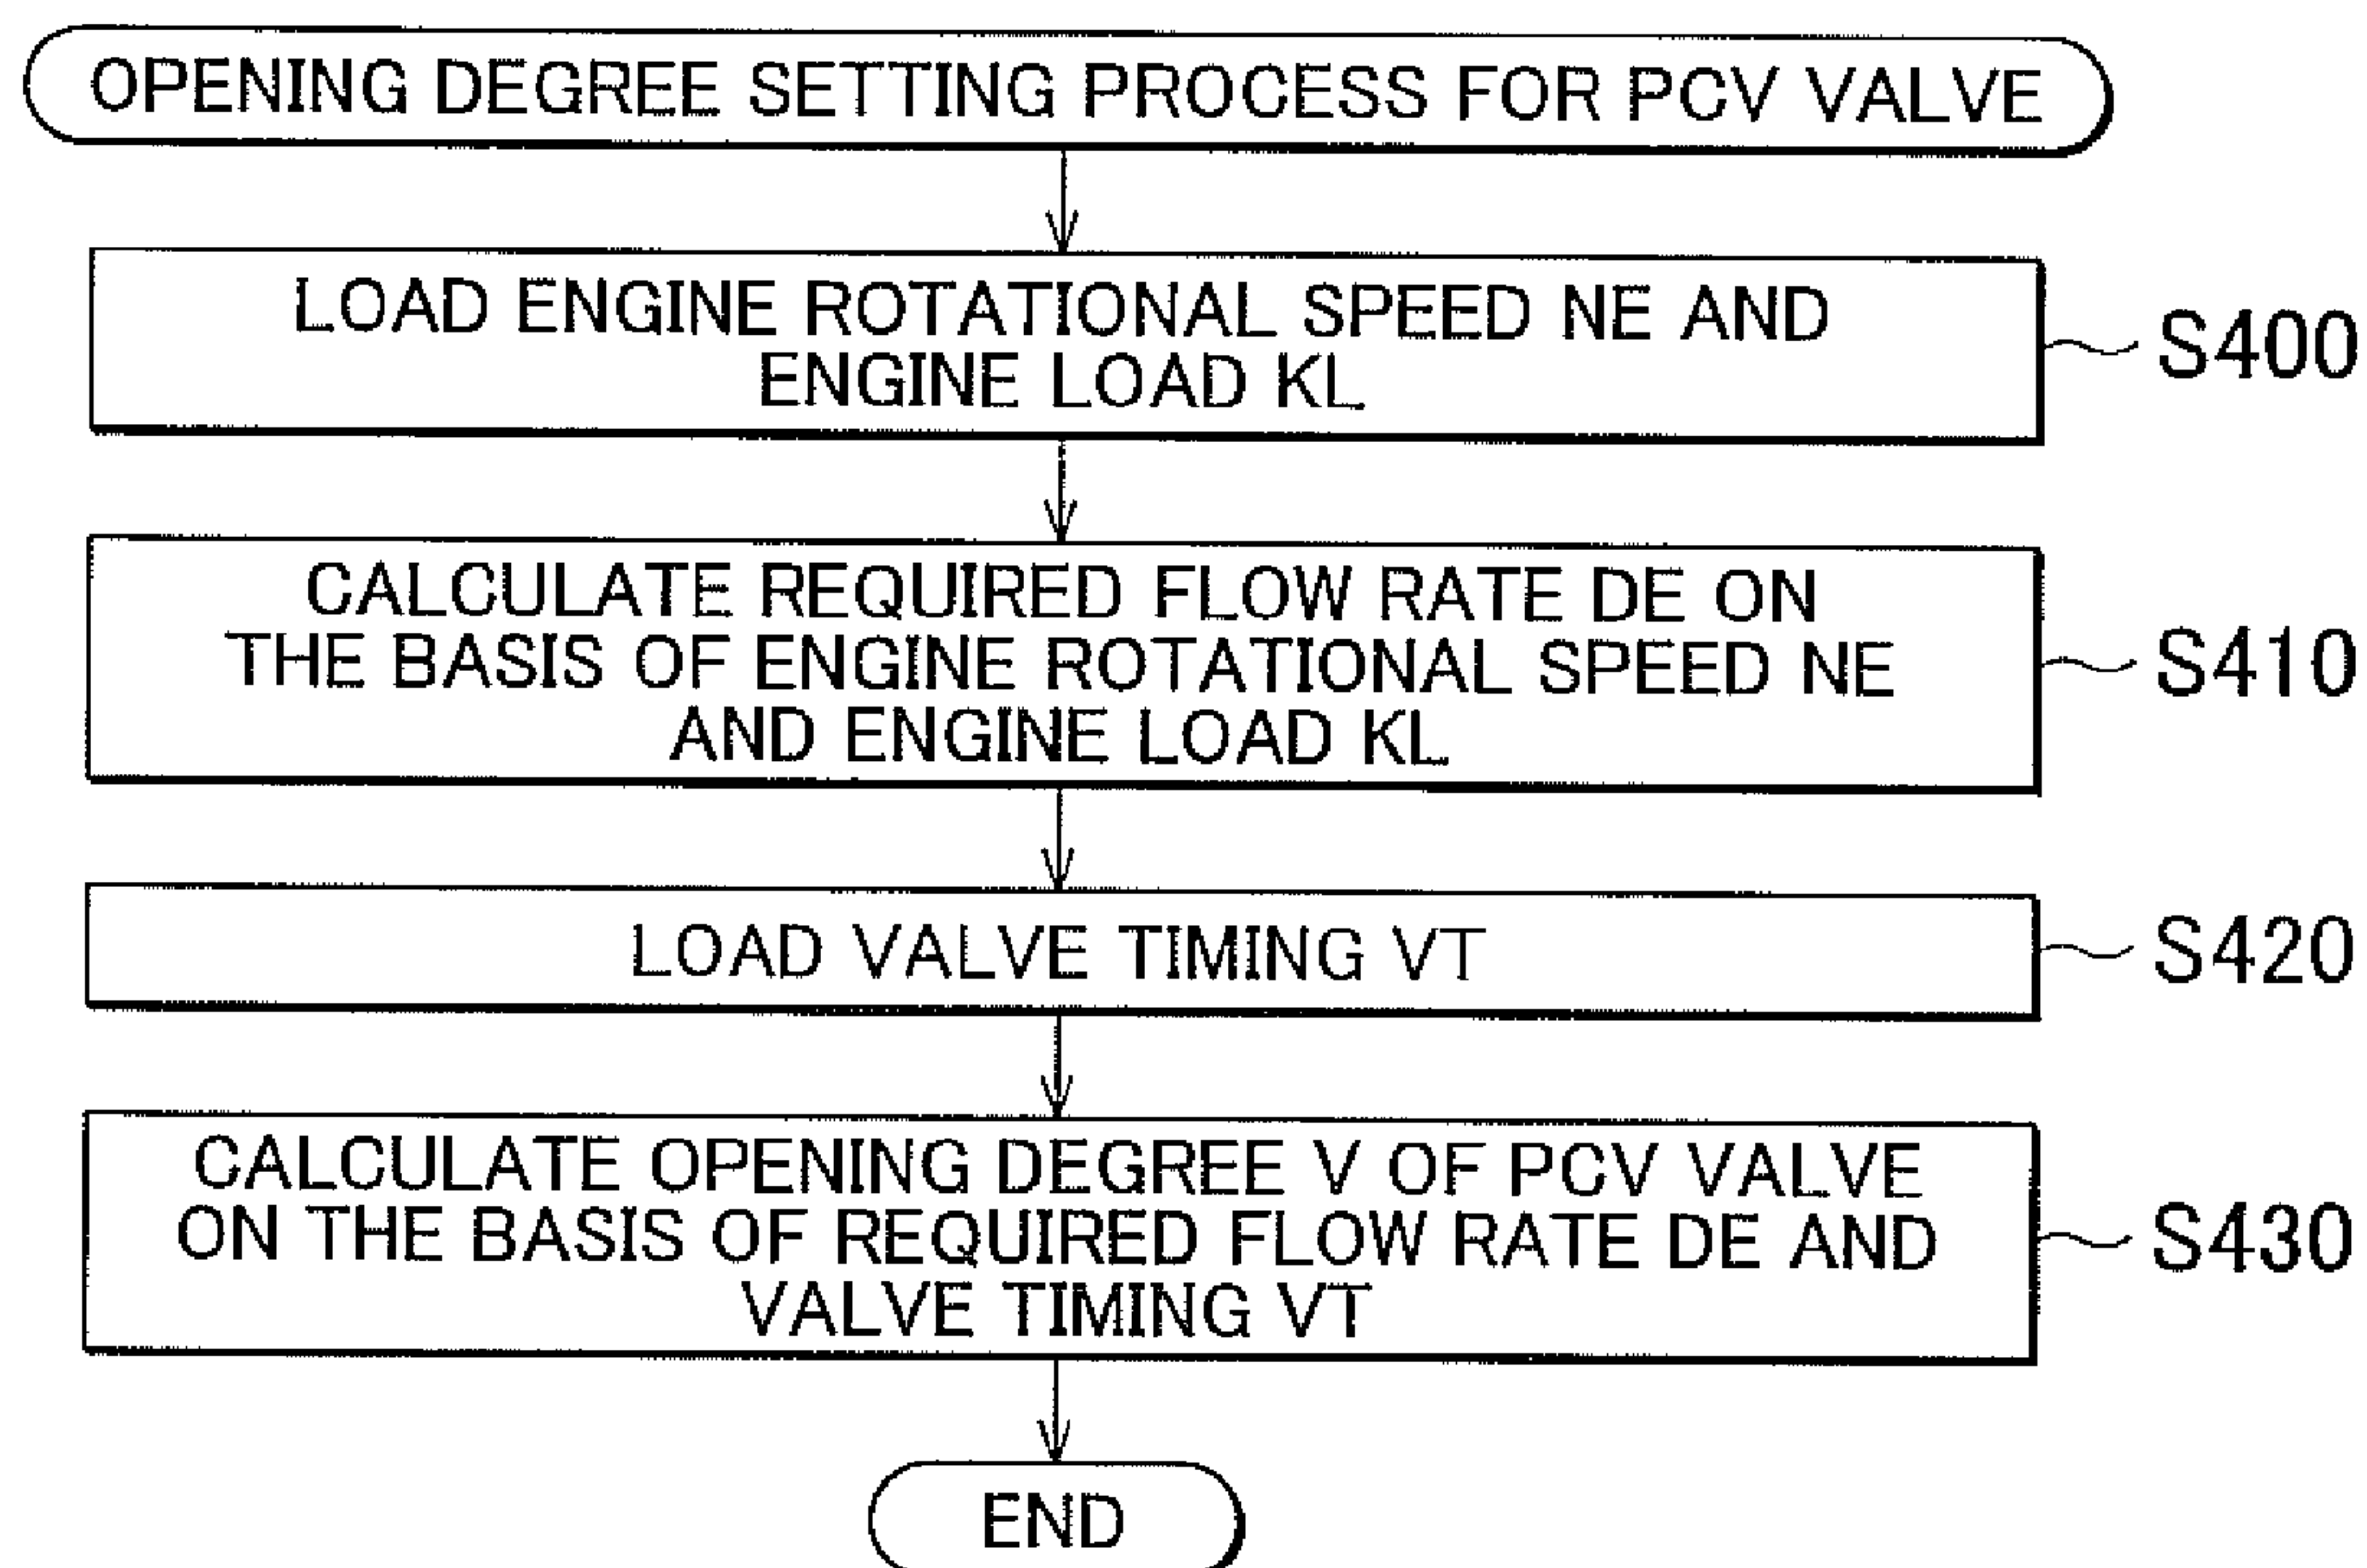 OPENING DEGREE SETTING PROCESS FOR PCV VALVE
LOAD ENGINE ROTATIONAL SPEED NE AND
ENGINE LOAD KL
S400
CALCULATE REQUIRED FLOW RATE DE ON
THE BASIS OF ENGINE ROTATIONAL SPEED NE
AND ENGINE LOAD KL
S410
LOAD VALVE TIMING VT
S420
CALCULATE OPENING DEGREE V OF PCV VALVE
ON THE BASIS OF REQUIRED FLOW RATE DE AND
VALVE TIMING VT
S430
END